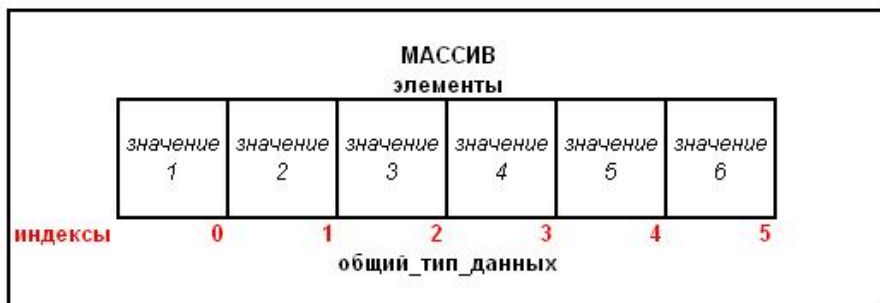 МАССИВ
элементы
значение 1 значение 2 значение 3 значение 4 значение 5 значение 6
индексы 0 1 2 3 4 5
общий_тип_данных